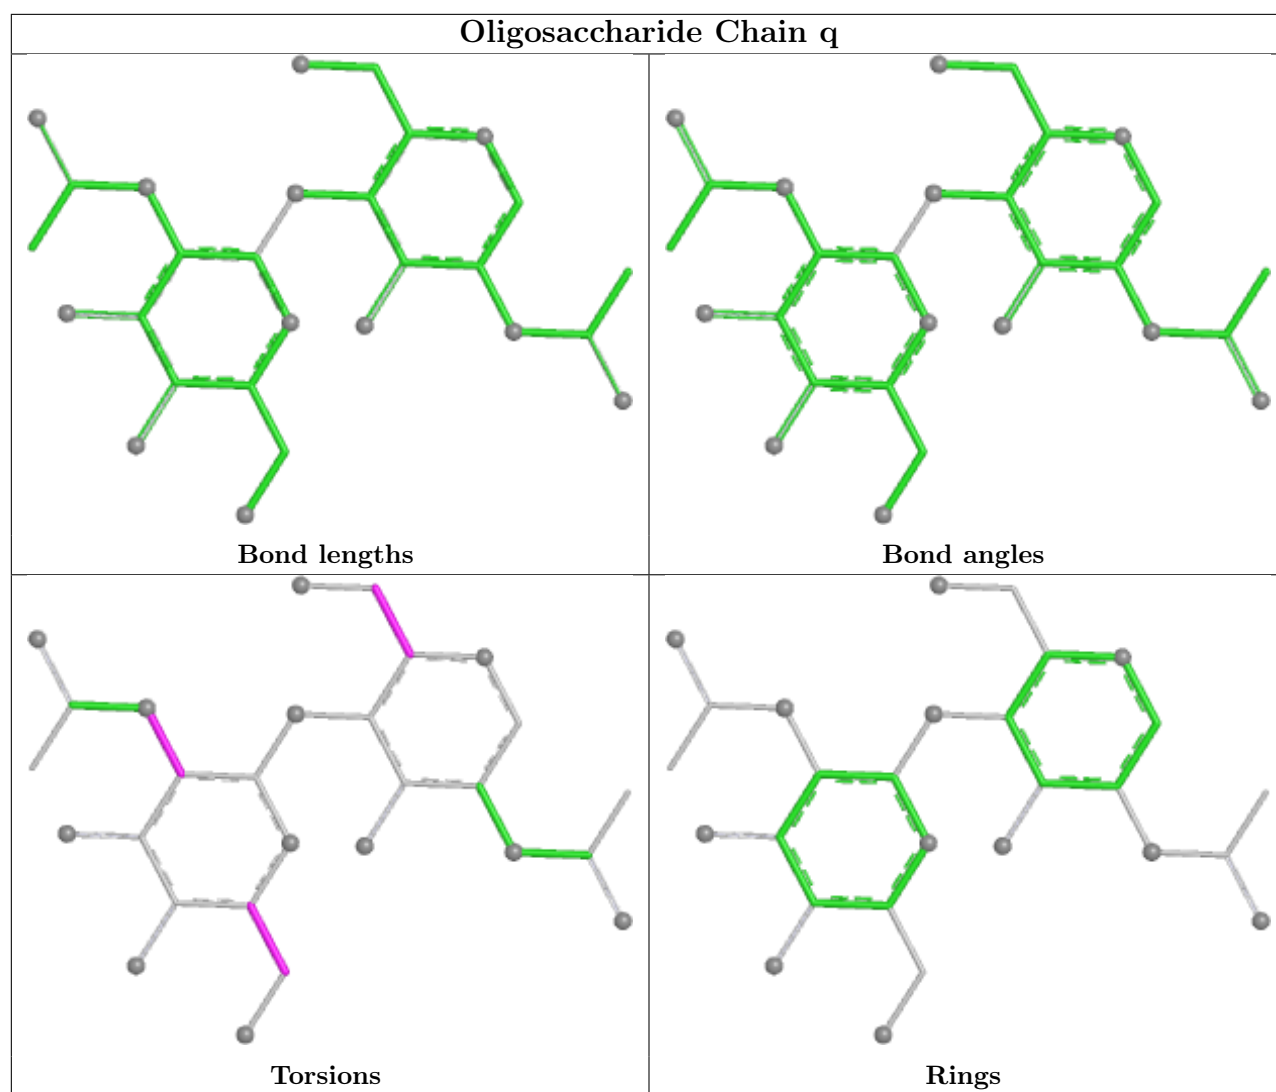 Oligosaccharide Chain q
Bond lengths
Bond angles
Torsions
Rings